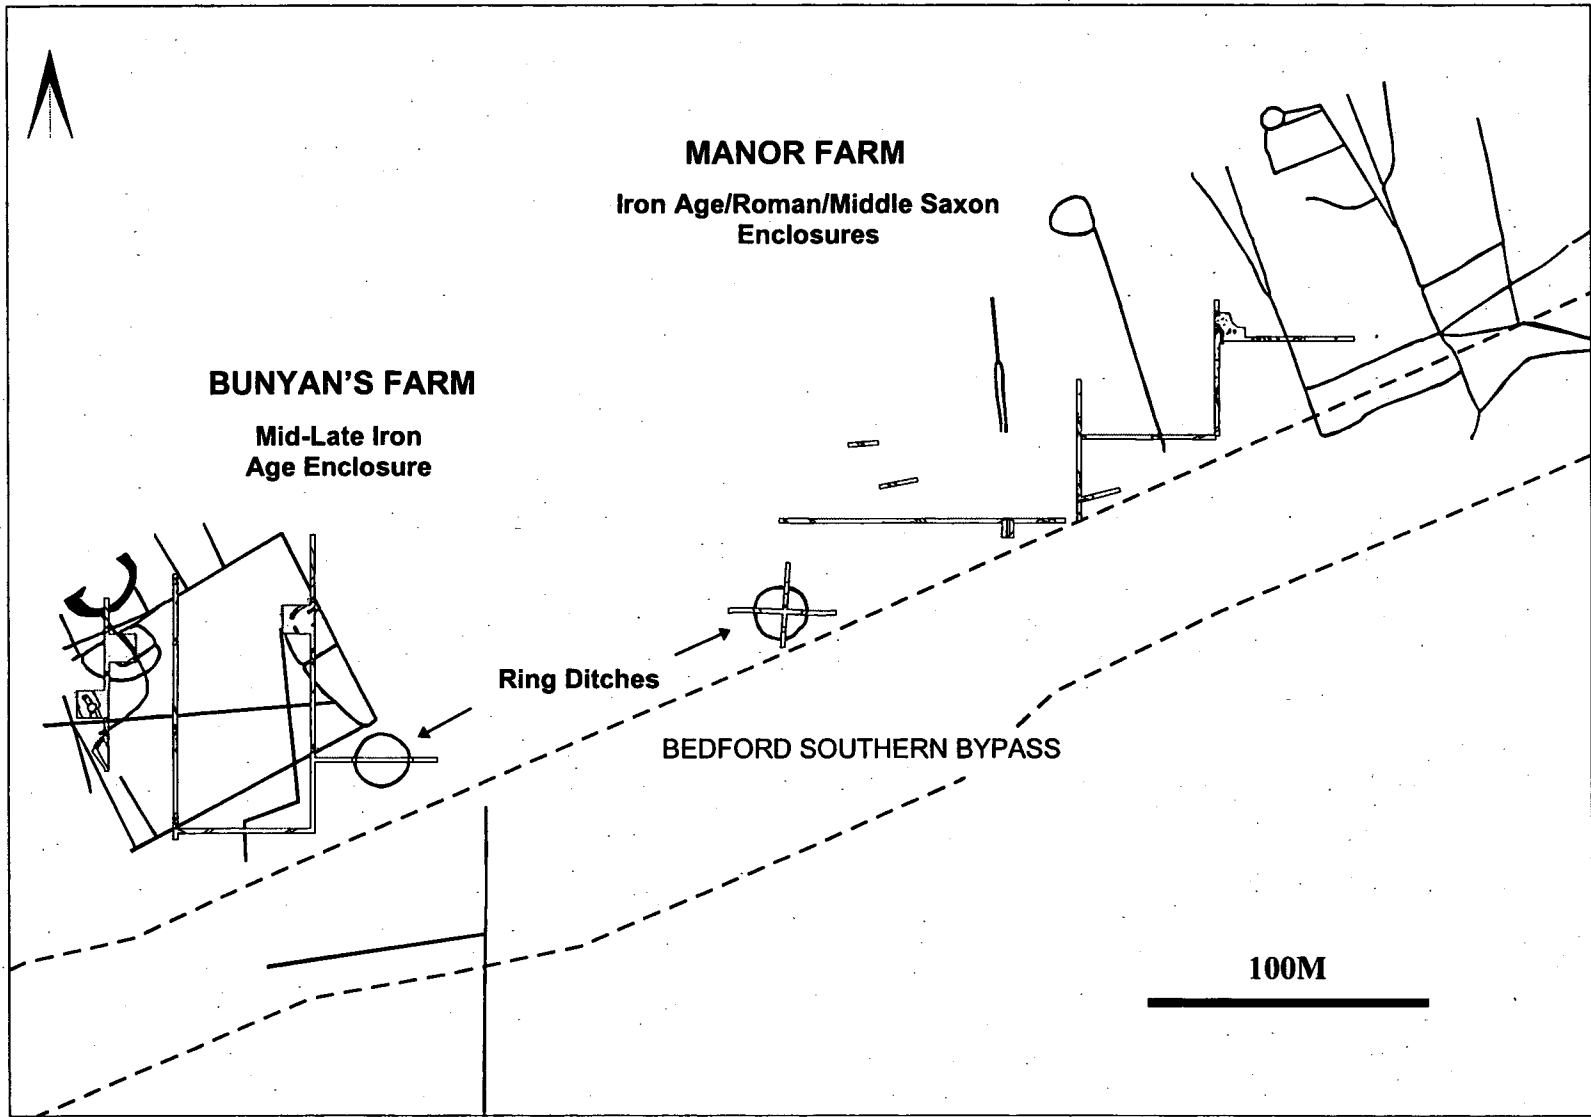 MANOR FARM
Iron Age/Roman/Middle Saxon
Enclosures
BUNYAN'S FARM
Mid-Late Iron
Age Enclosure
Ring Ditches
BEDFORD SOUTHERN BYPASS
100M